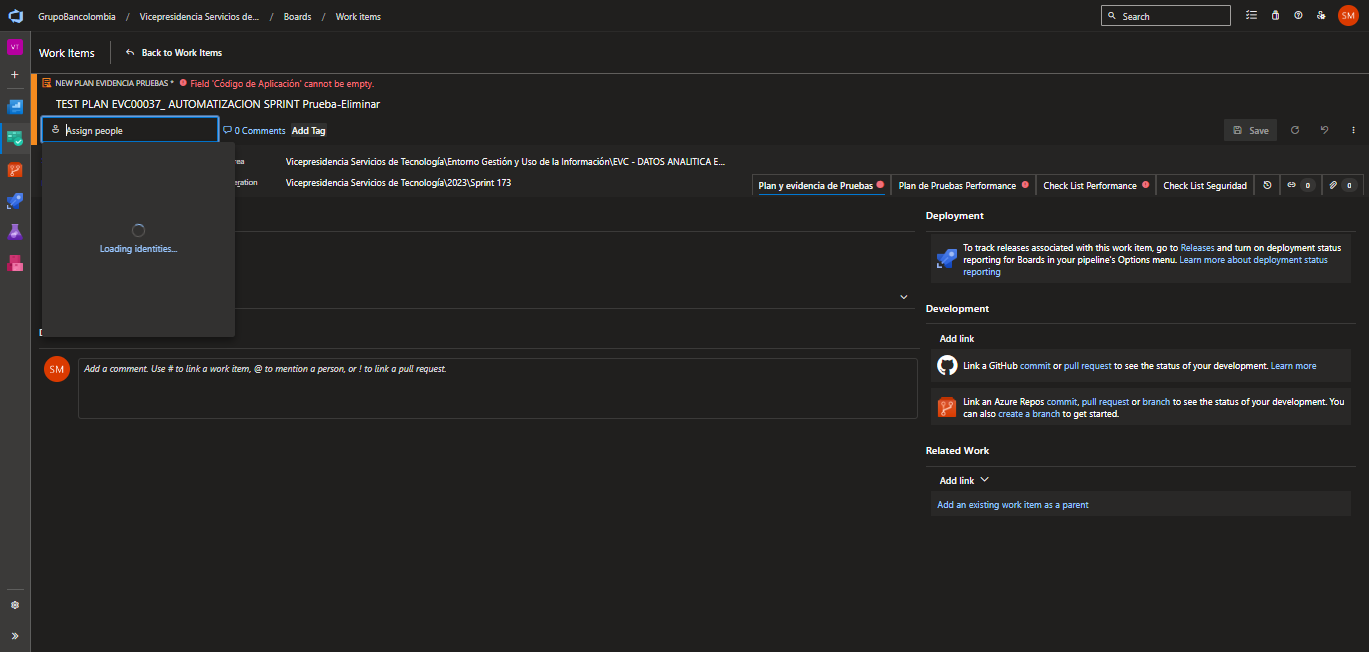 GrupoBancolombia / Vicepresidencia Servicios de... / Boards / Work items
Search
SM
VT
Work Items
Back to Work Items
NEW PLAN EVIDENCIA PRUEBAS * Field 'Código de Aplicación' cannot be empty.
TEST PLAN EVC00037_ AUTOMATIZACION SPRINT Prueba-Eliminar
Assign people
0 Comments
Add Tag
Save
rea
Vicepresidencia Servicios de Tecnología\Entorno Gestión y Uso de la Información\EVC - DATOS ANALITICA E...
eration
Vicepresidencia Servicios de Tecnología\2023\Sprint 173
Plan y evidencia de Pruebas
Plan de Pruebas Performance
Check List Performance
Check List Seguridad
0
0
Loading identities...
Deployment
To track releases associated with this work item, go to Releases and turn on deployment status
reporting for Boards in your pipeline's Options menu. Learn more about deployment status
reporting
Development
Add link
Link a GitHub commit or pull request to see the status of your development. Learn more
Link an Azure Repos commit, pull request or branch to see the status of your development. You
can also create a branch to get started.
Related Work
Add link
Add an existing work item as a parent
SM
Add a comment. Use # to link a work item, @ to mention a person, or ! to link a pull request.